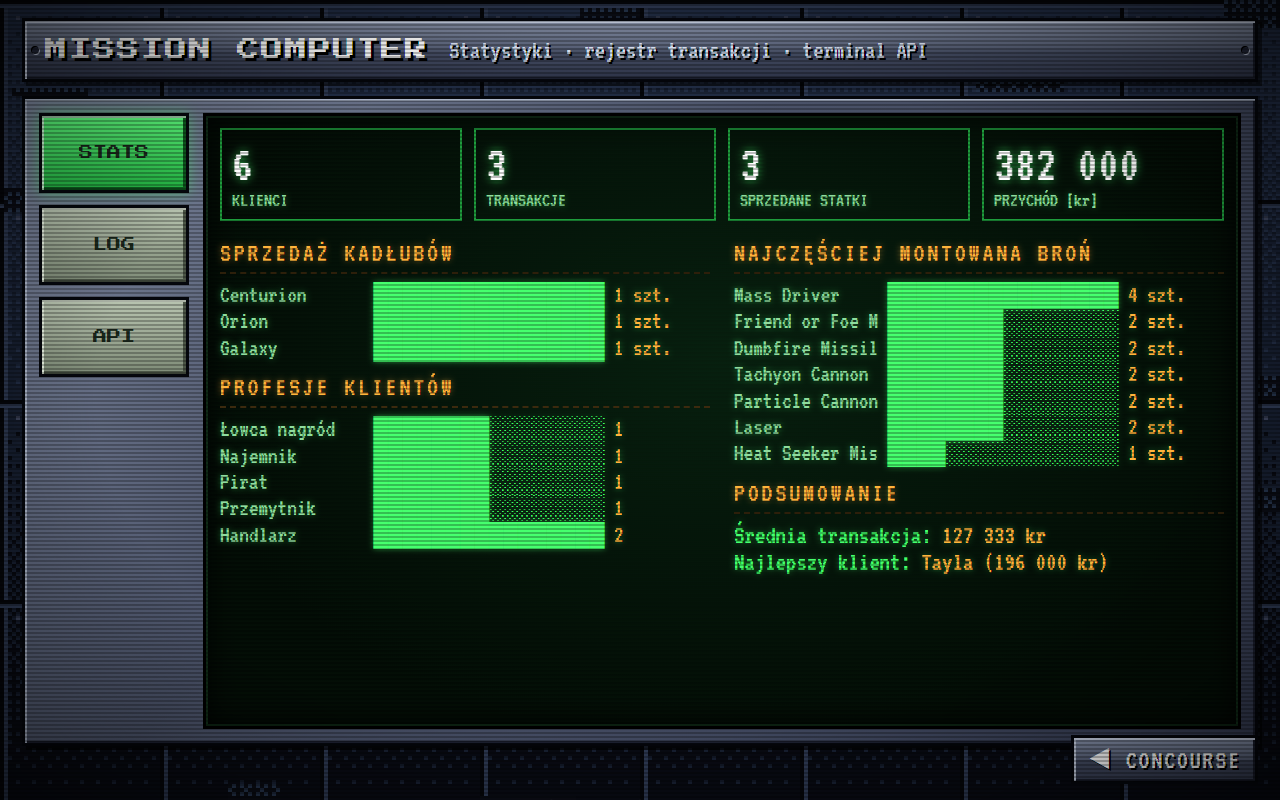 MISSION COMPUTER Statystyki · rejestr transakcji · terminal API
STATS
LOG
API
6
KLIENCI
3
TRANSAKCJE
3
SPRZEDANE STATKI
382 000
PRZYCHÓD [kr]
SPRZEDAŻ KADŁUBÓW
Centurion 1 szt.
Orion 1 szt.
Galaxy 1 szt.
PROFESJE KLIENTÓW
Łowca nagród 1
Najemnik 1
Pirat 1
Przemytnik 1
Handlarz 2
NAJCZĘŚCIEJ MONTOWANA BROŃ
Mass Driver 4 szt.
Friend or Foe M 2 szt.
Dumbfire Missil 2 szt.
Tachyon Cannon 2 szt.
Particle Cannon 2 szt.
Laser 2 szt.
Heat Seeker Mis 1 szt.
PODSUMOWANIE
Średnia transakcja: 127 333 kr
Najlepszy klient: Tayla (196 000 kr)
CONCOURSE